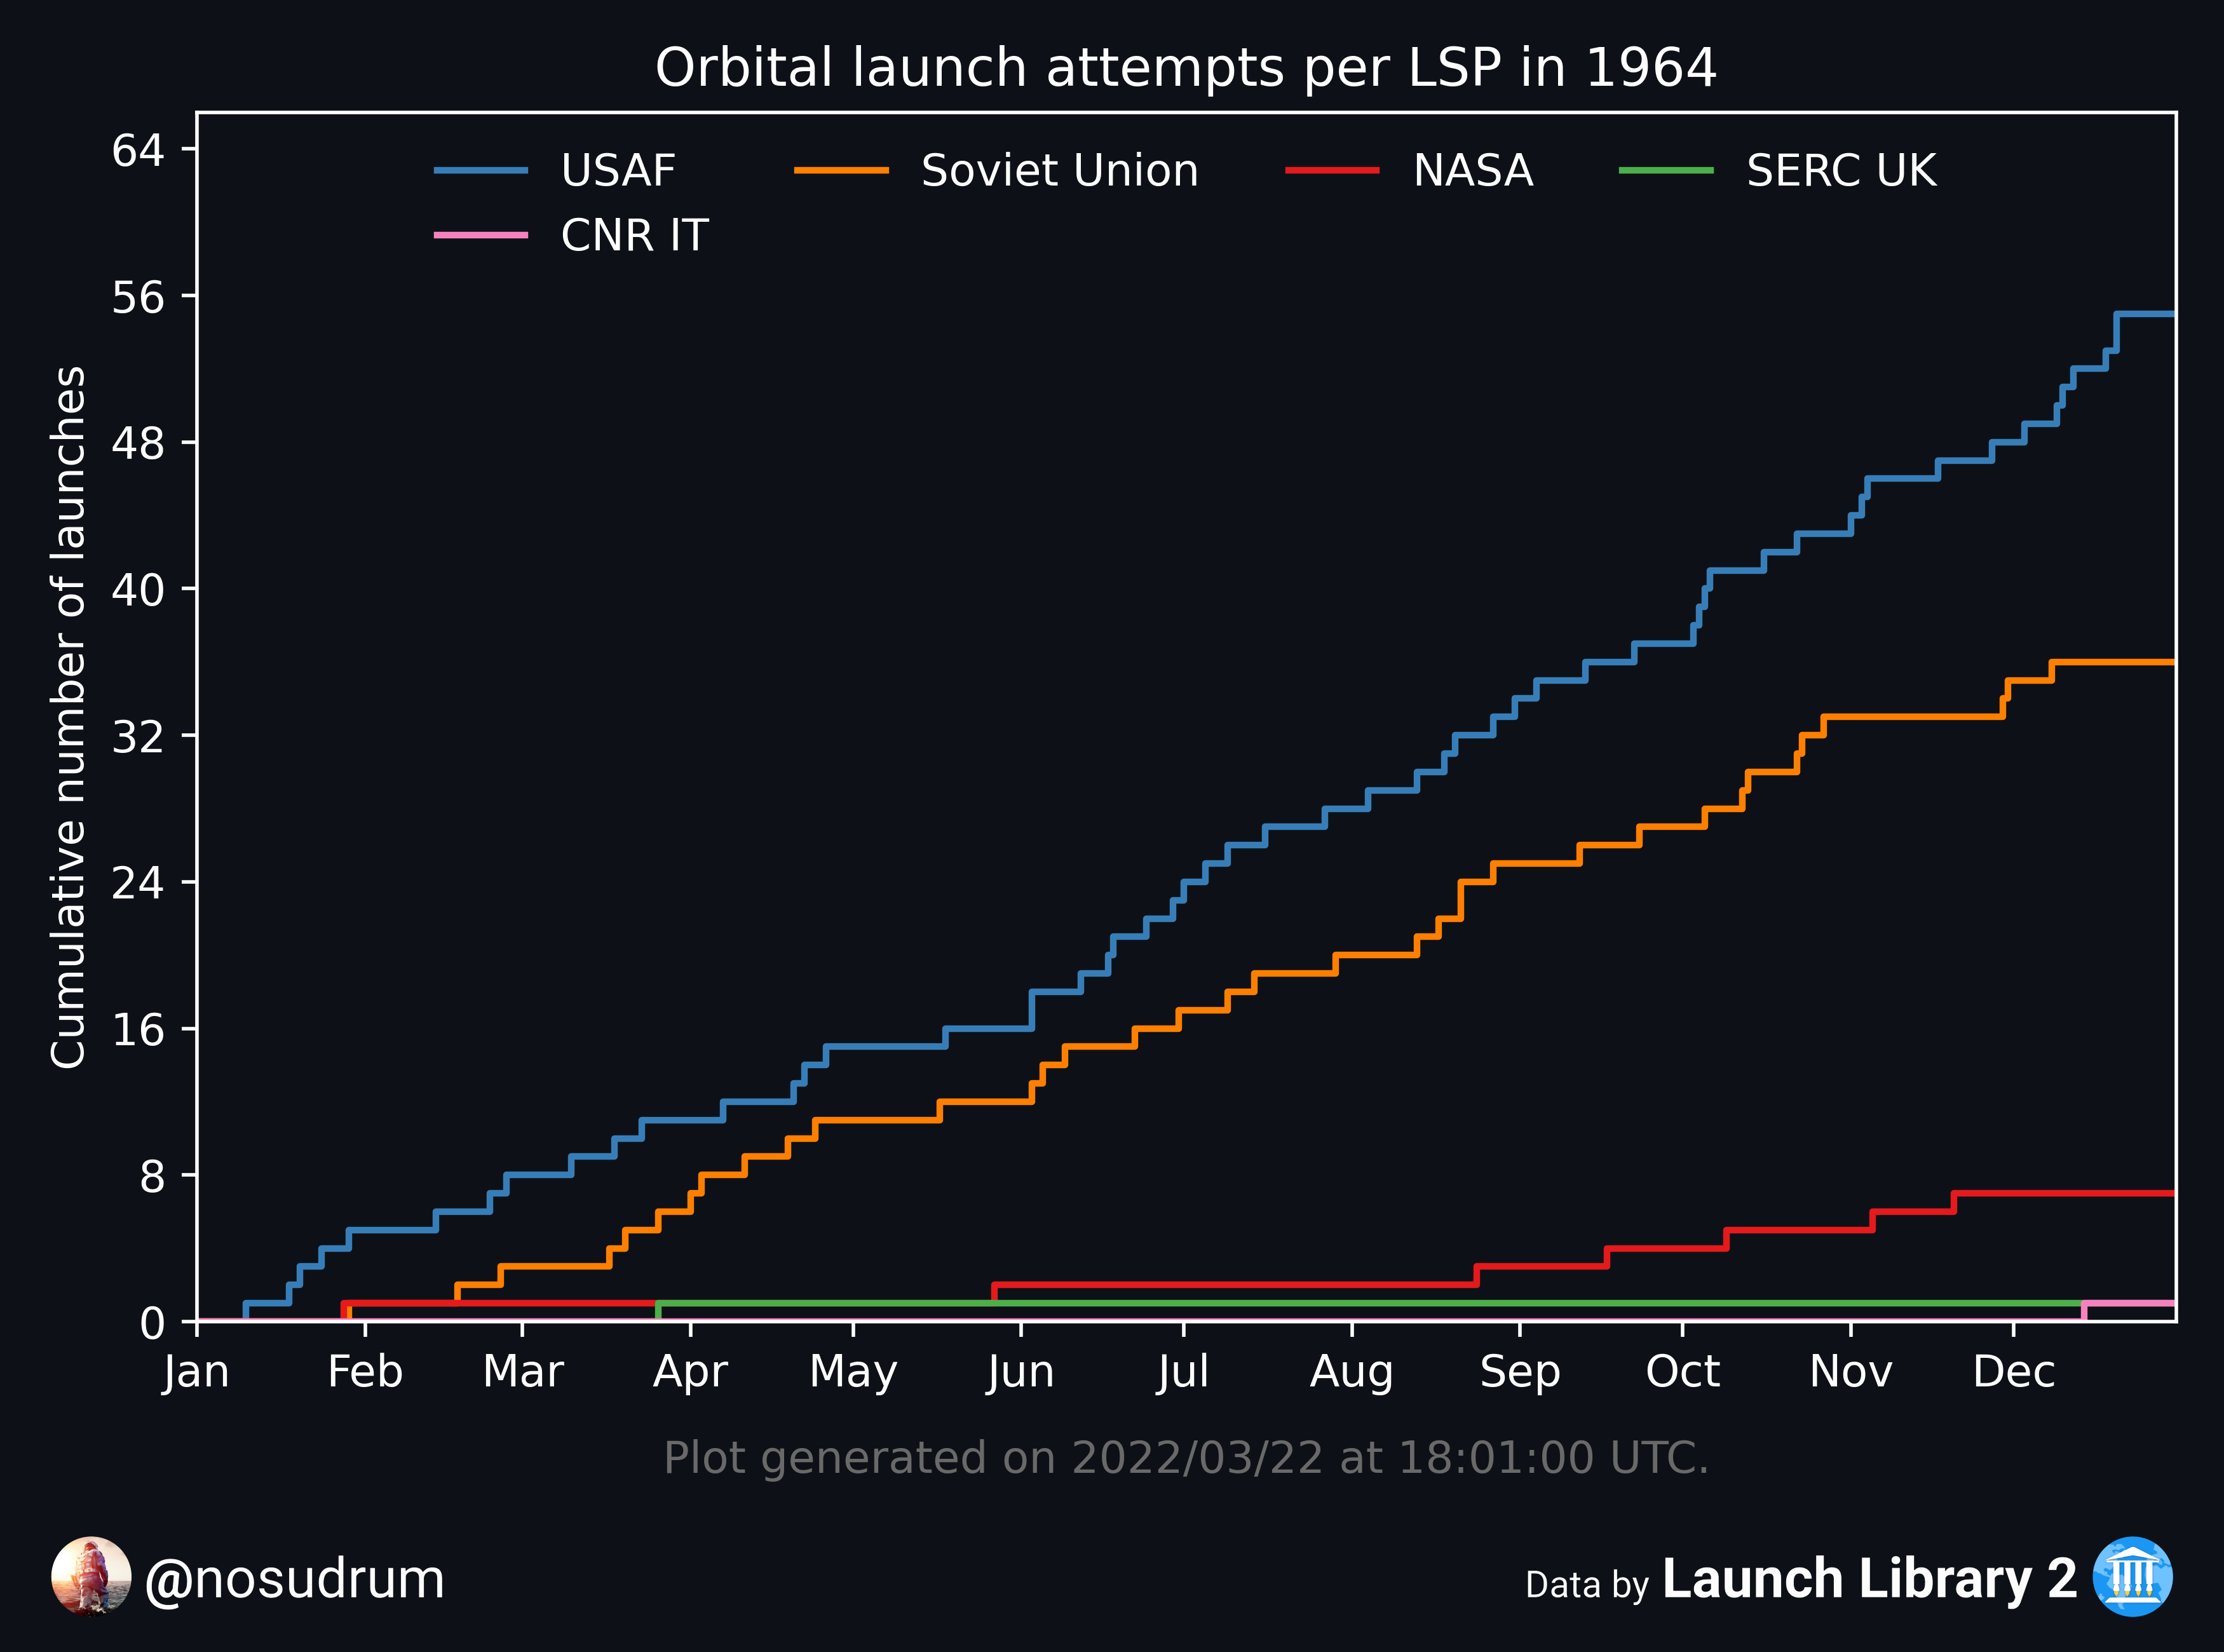 Orbital launch attempts per LSP in 1964
USAF Soviet Union NASA SERC UK
CNR IT
Cumulative number of launches
64
56
48
40
32
24
16
8
0
Jan Feb Mar Apr May Jun Jul Aug Sep Oct Nov Dec
Plot generated on 2022/03/22 at 18:01:00 UTC.
@nosudrum
Data by Launch Library 2